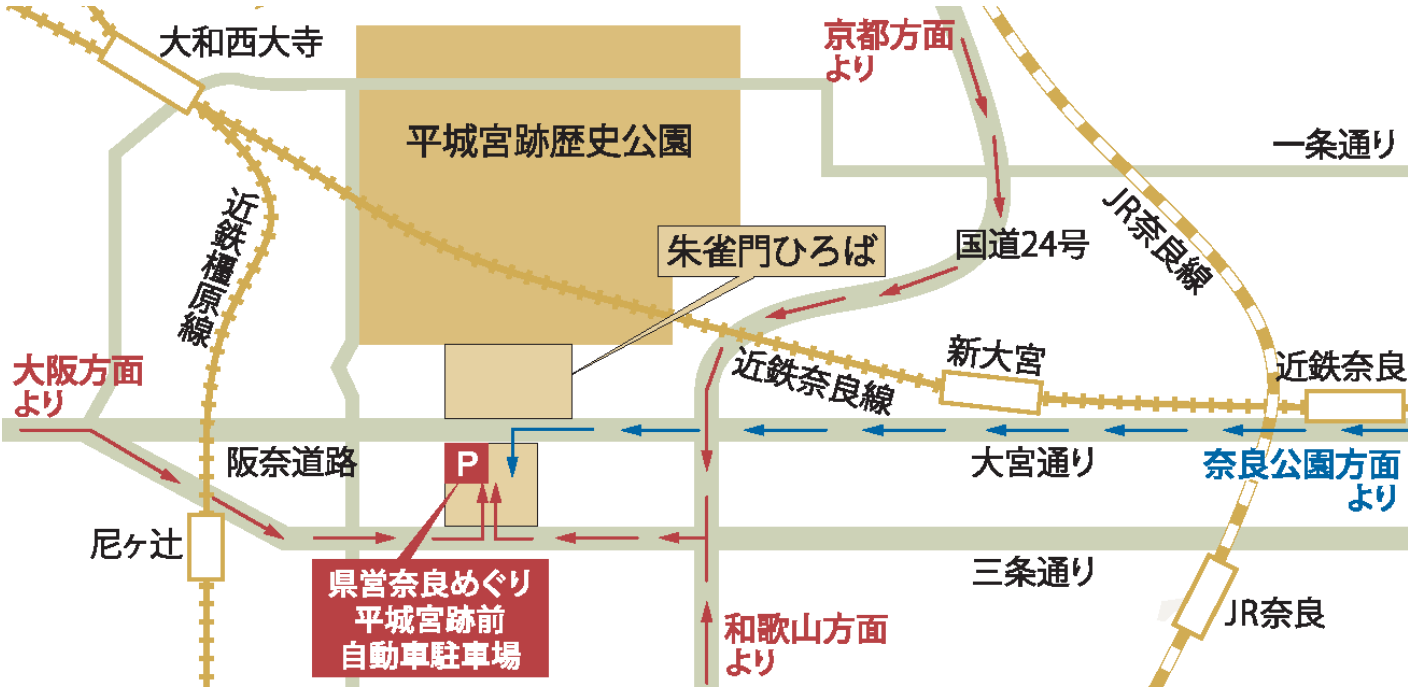 大和西大寺
京都方面
より
平城宮跡歴史公園
一条通り
近鉄橿原線
JR奈良線
朱雀門ひろば
国道24号
大阪方面
より
近鉄奈良線
新大宮
近鉄奈良
阪奈道路
P
大宮通り
奈良公園方面
より
尼ヶ辻
三条通り
県営奈良めぐり
平城宮跡前
自動車駐車場
和歌山方面
より
JR奈良